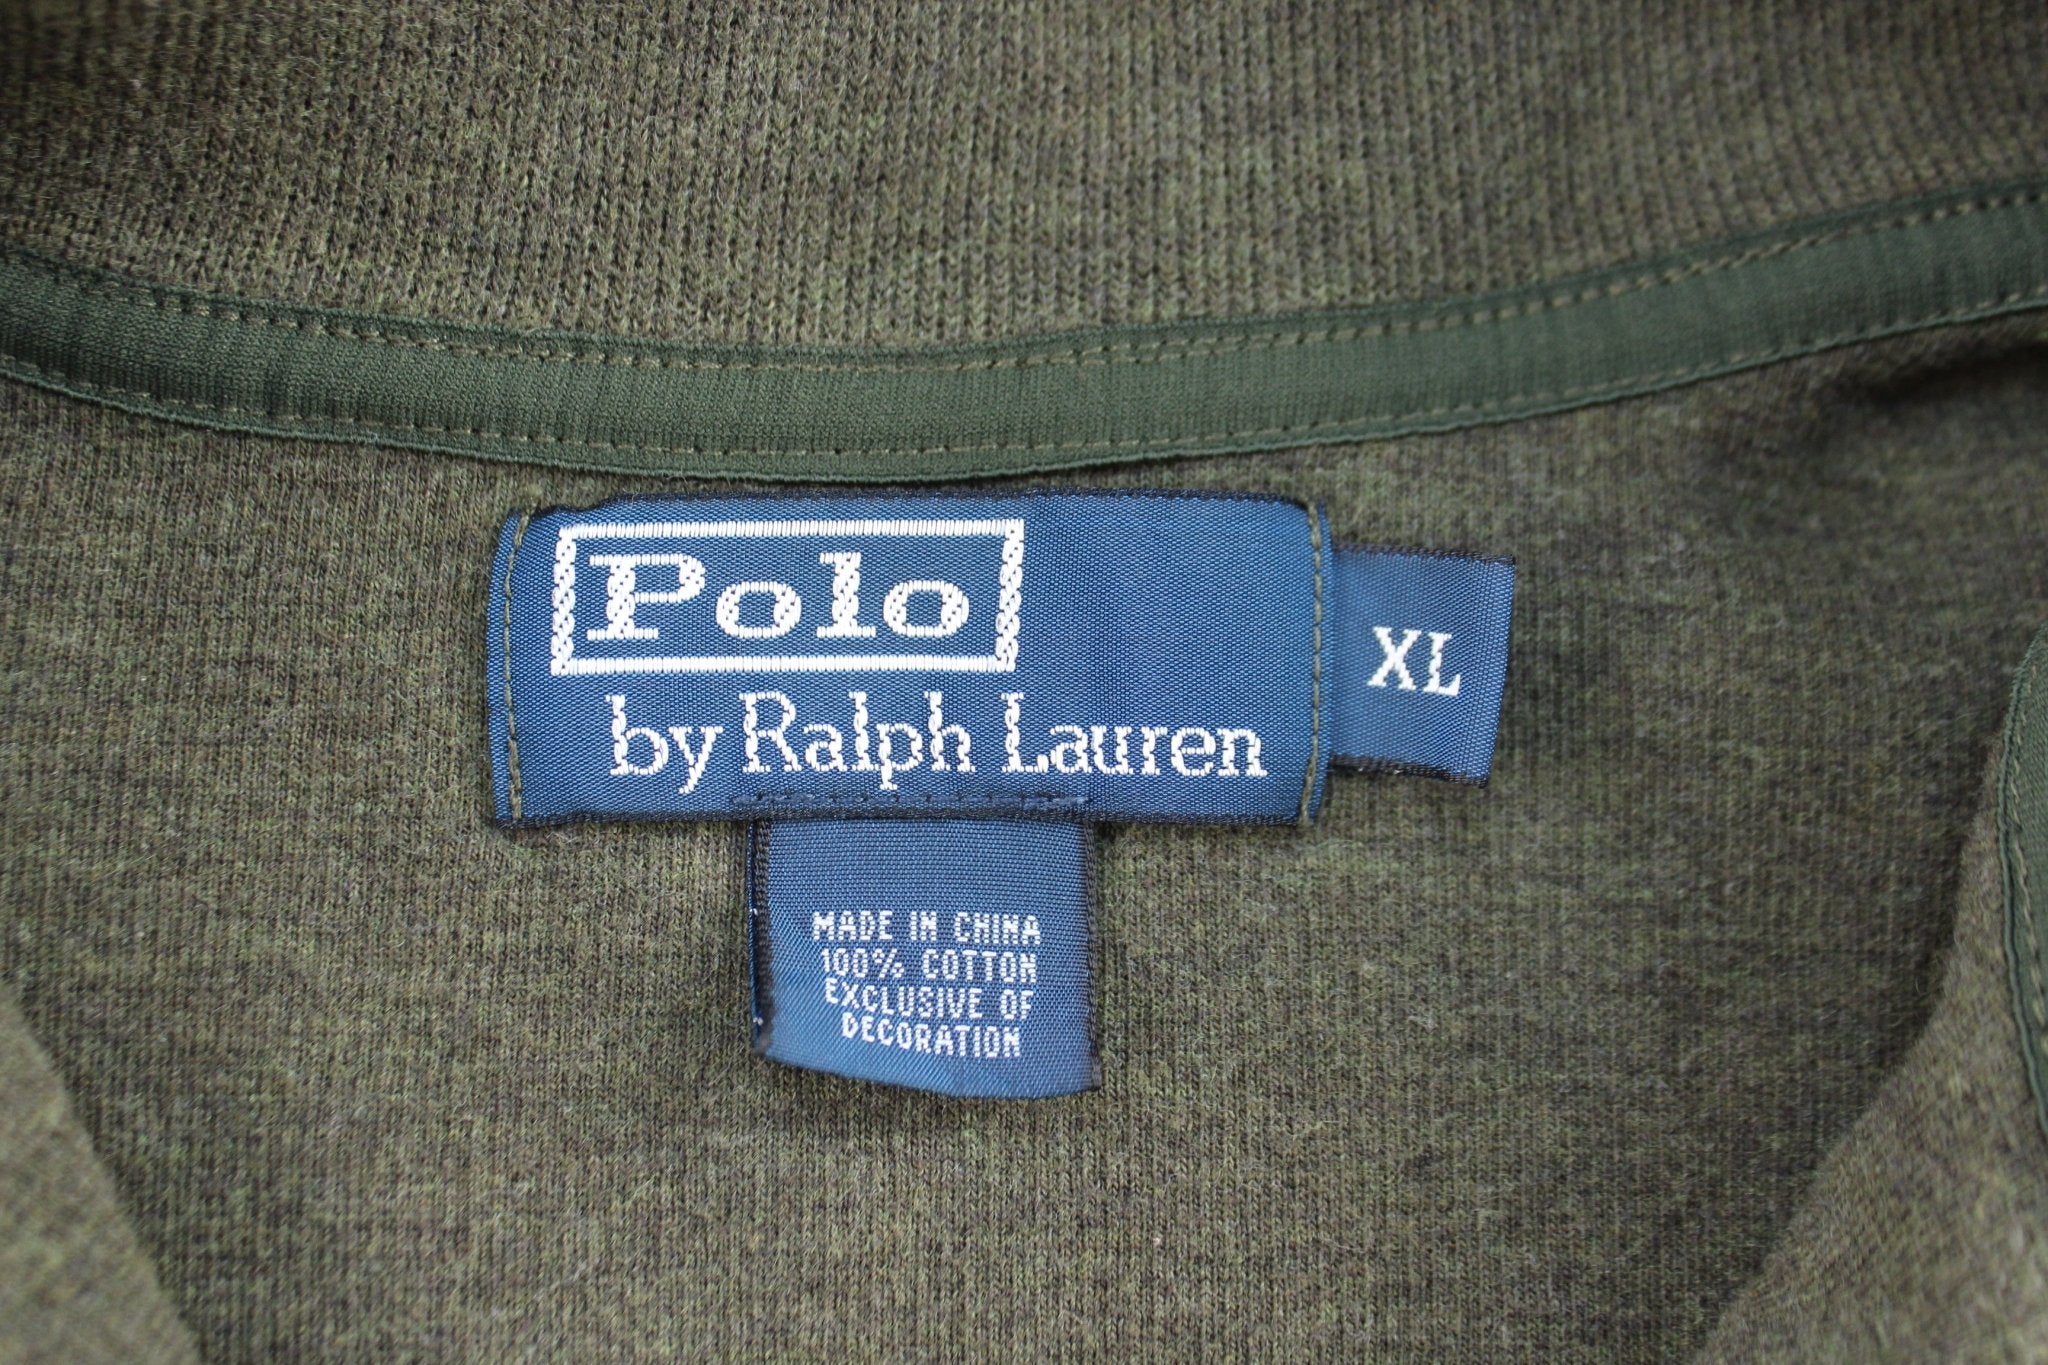 Polo
by Ralph Lauren
XL
MADE IN CHINA
100% COTTON
EXCLUSIVE OF
DECORATION